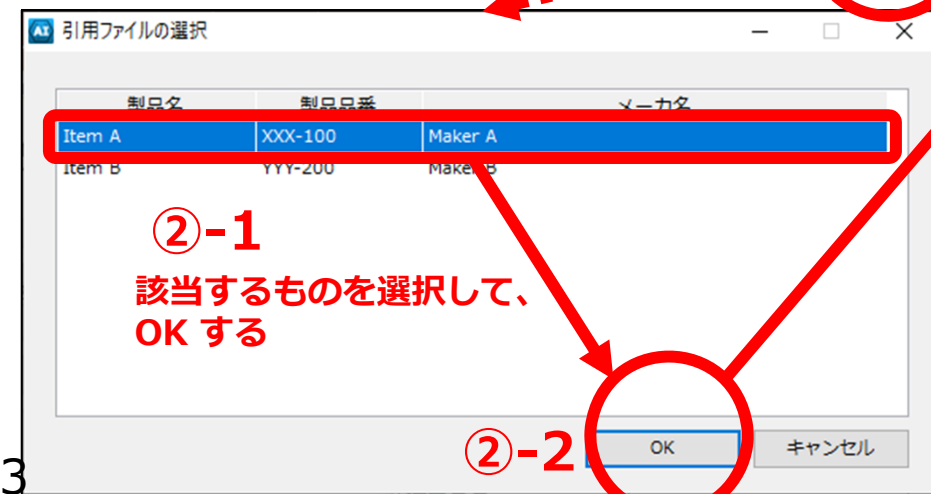 AI 引用ファイルの選択
製品名 製品品番 メーカ名
Item A XXX-100 Maker A
Item B YYY-200 Maker B
②-1
該当するものを選択して、
OK する
②-2 OK キャンセル
3